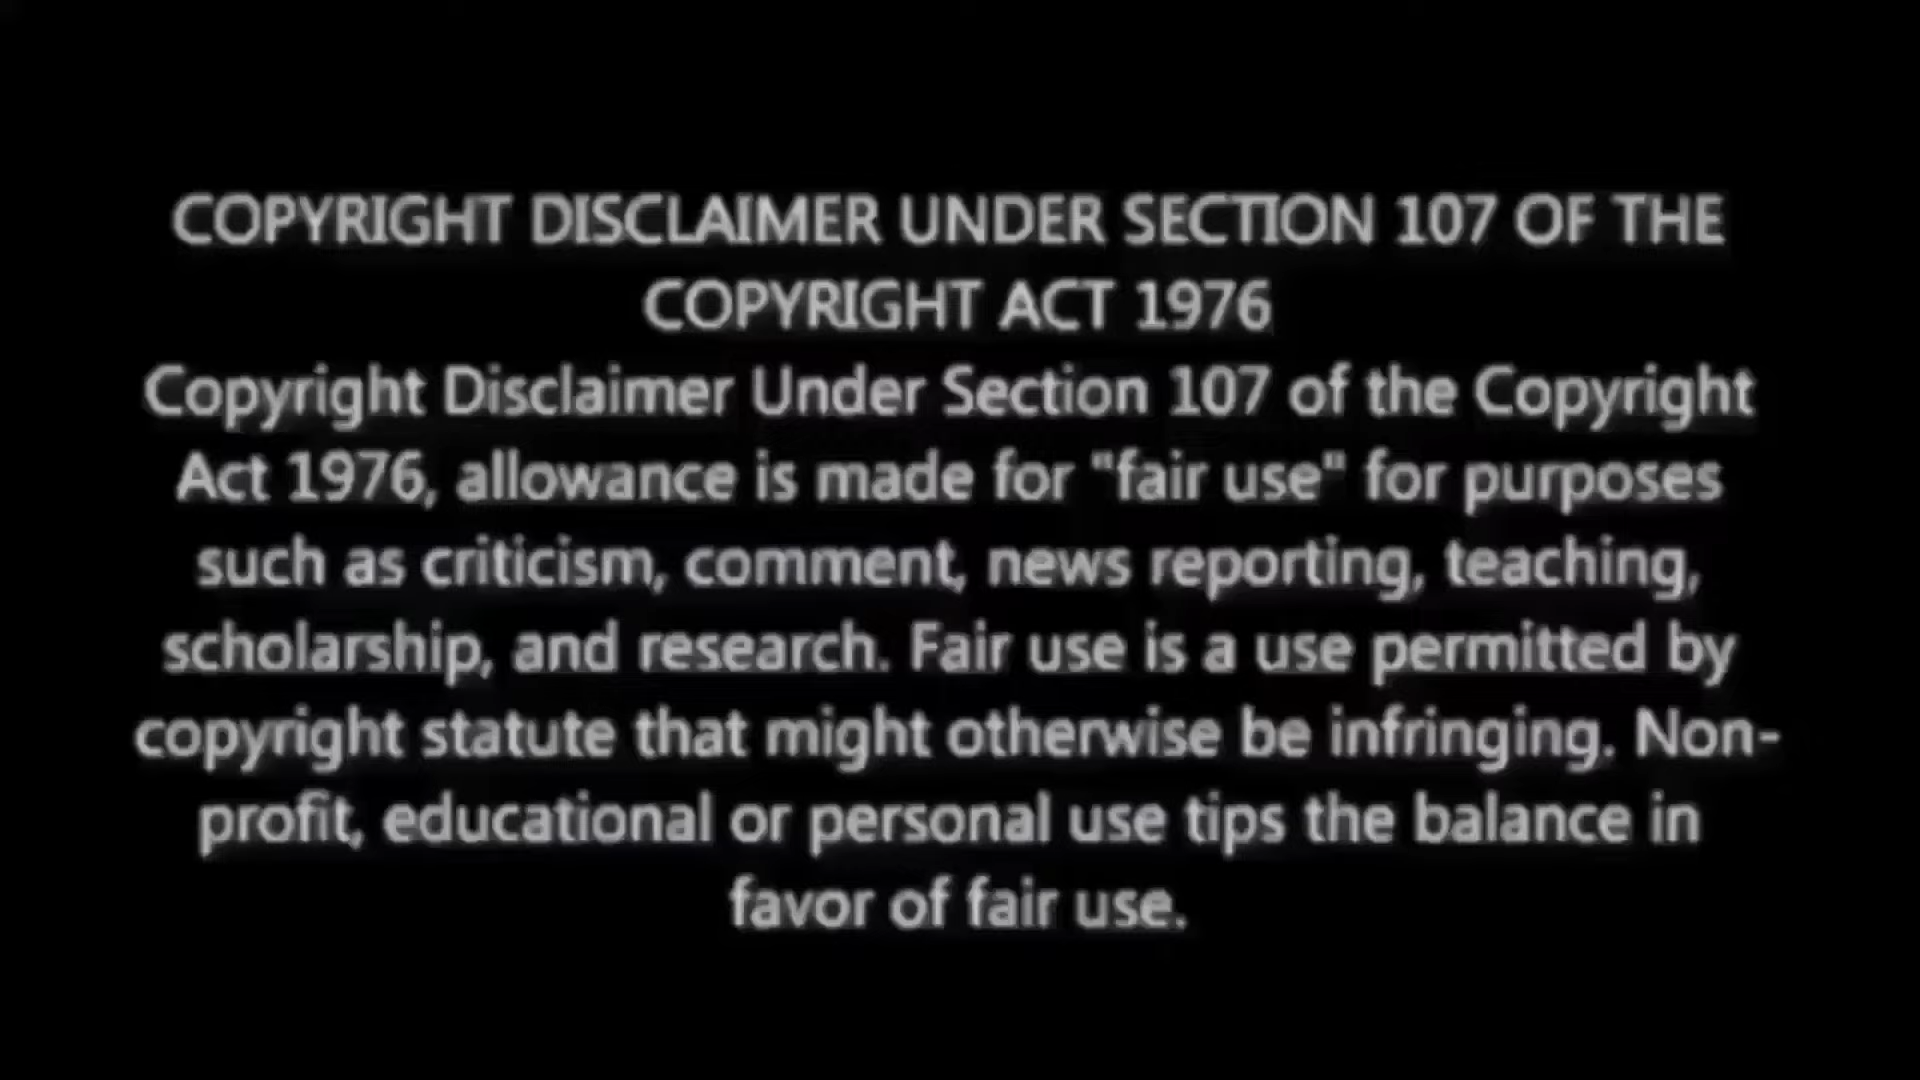 COPYRIGHT DISCLAIMER UNDER SECTION 107 OF THE
COPYRIGHT ACT 1976
Copyright Disclaimer Under Section 107 of the Copyright
Act 1976, allowance is made for "fair use" for purposes
such as criticism, comment, news reporting, teaching,
scholarship, and research. Fair use is a use permitted by
copyright statute that might otherwise be infringing. Non-
profit, educational or personal use tips the balance in
favor of fair use.